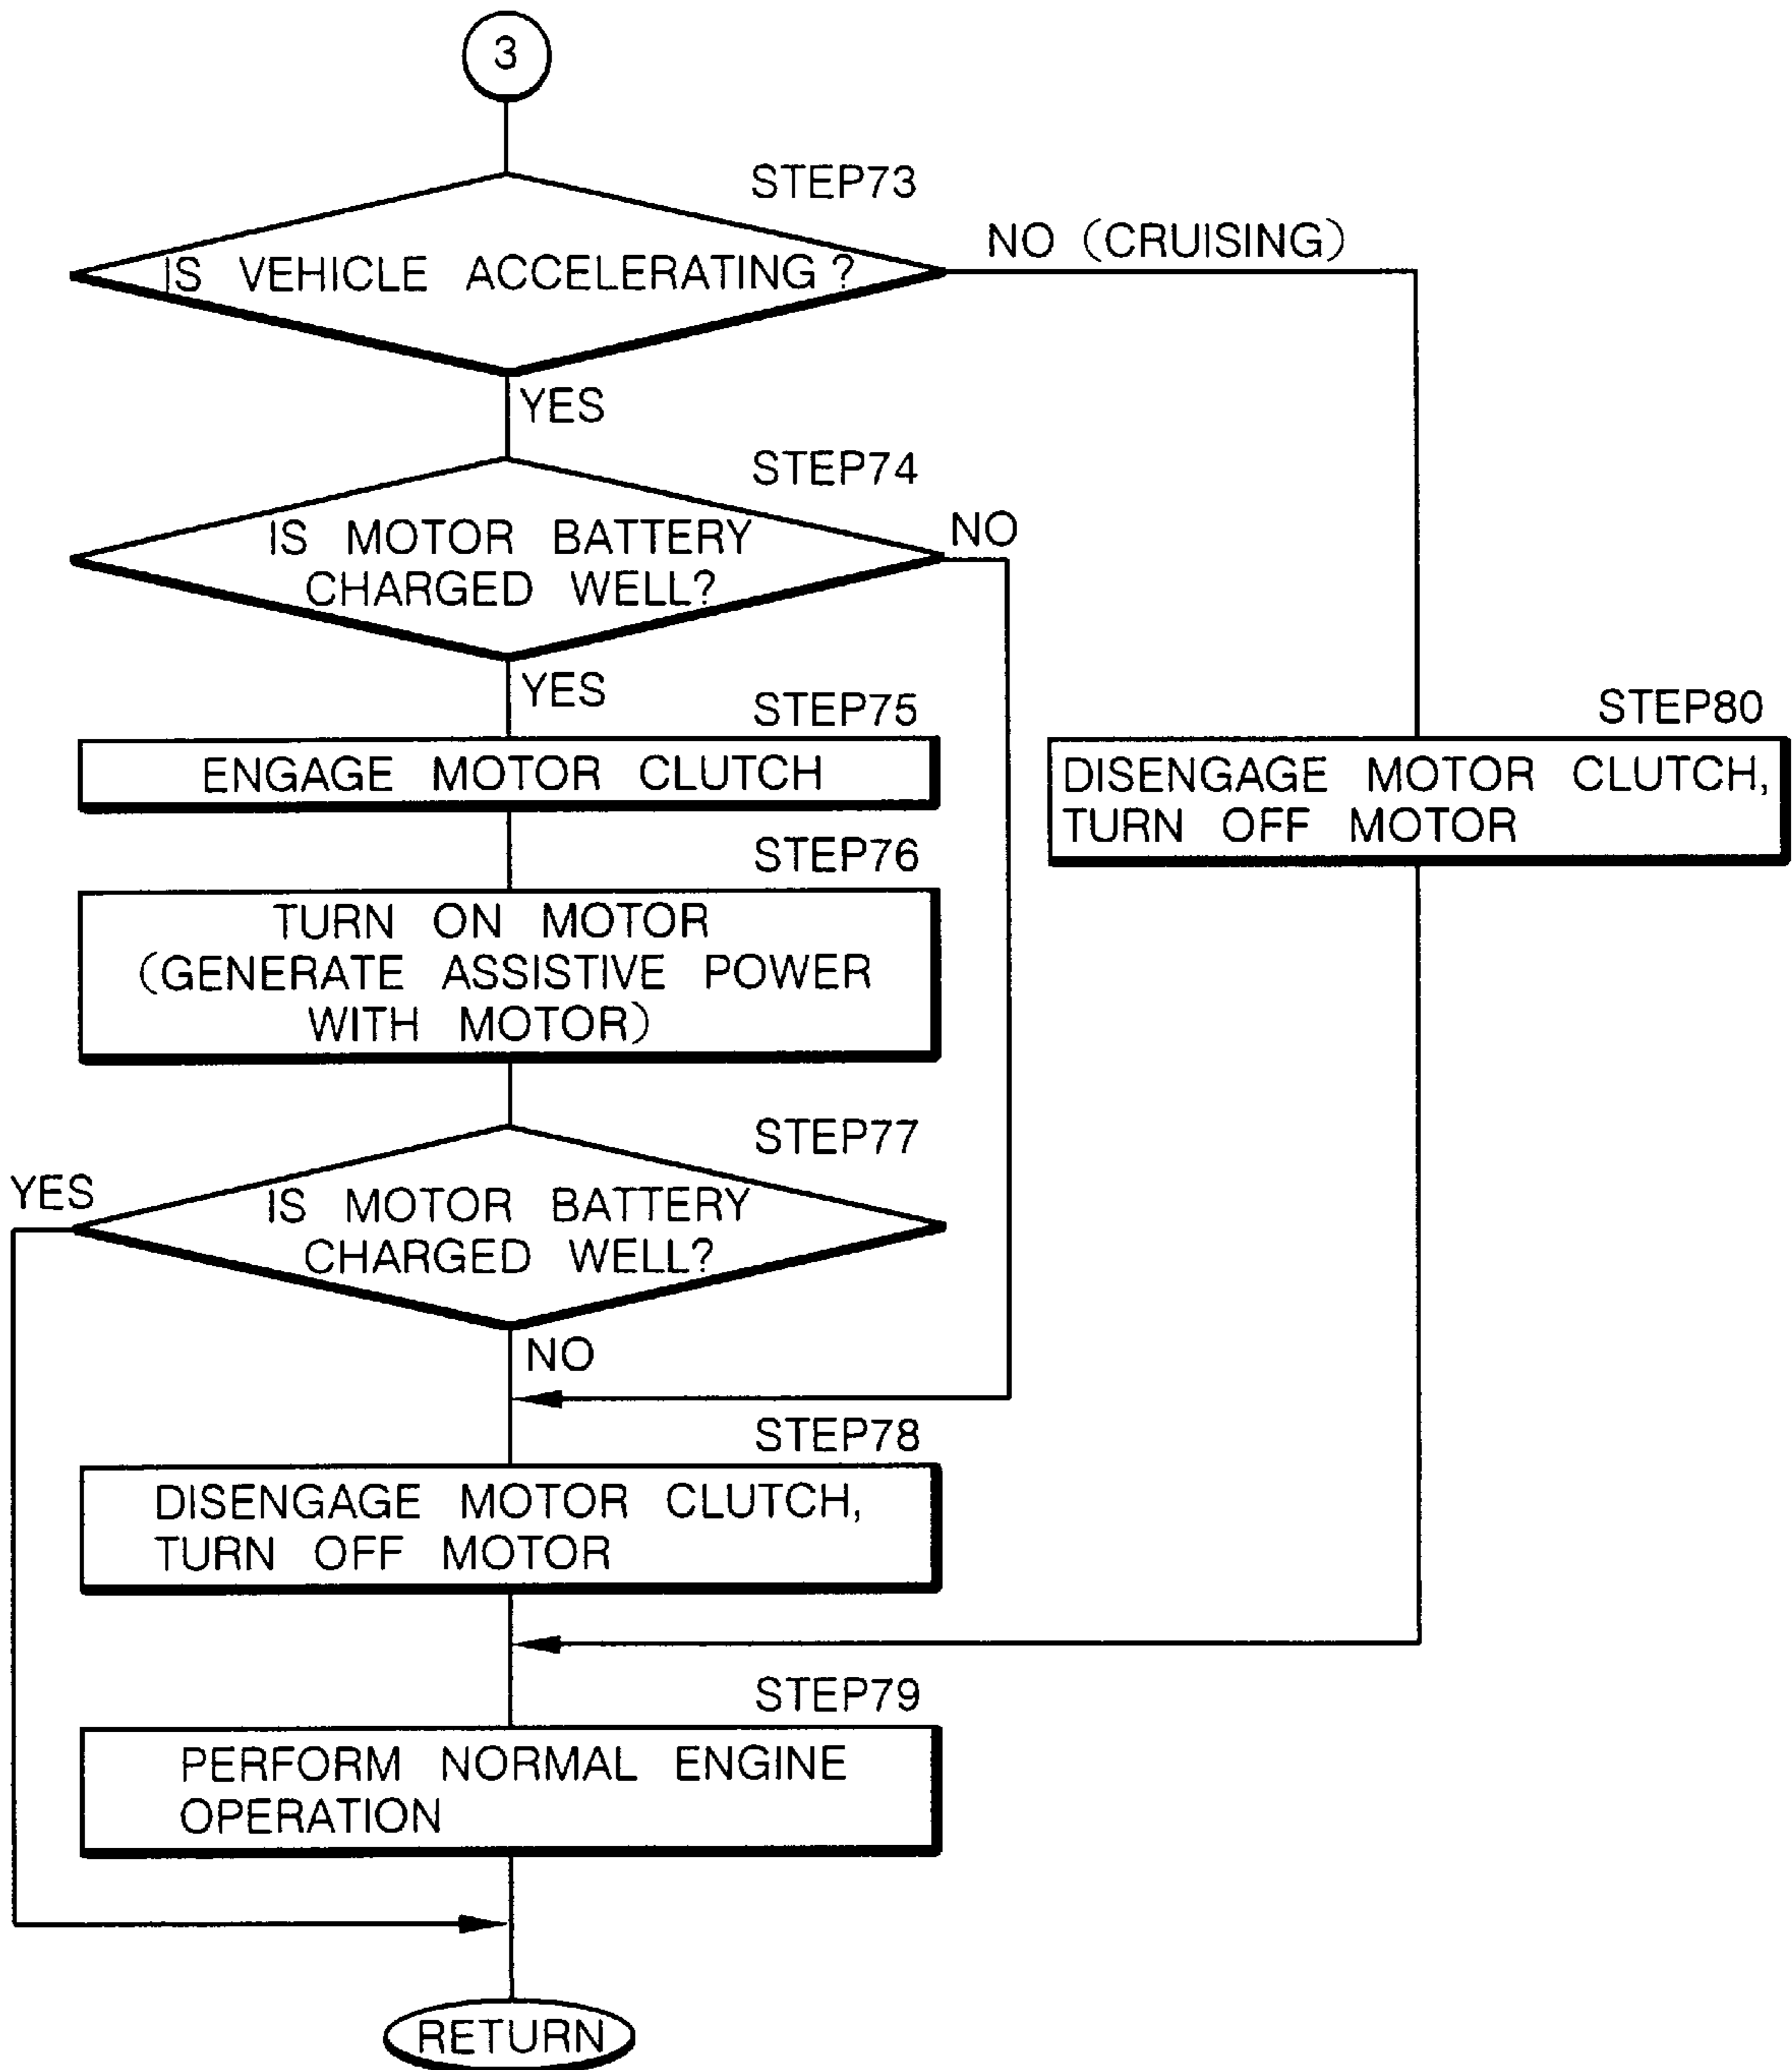 3
STEP73
NO (CRUISING)
IS VEHICLE ACCELERATING?
YES
STEP74
NO
IS MOTOR BATTERY
CHARGED WELL?
YES
STEP75
ENGAGE MOTOR CLUTCH
STEP80
DISENGAGE MOTOR CLUTCH,
TURN OFF MOTOR
STEP76
TURN ON MOTOR
(GENERATE ASSISTIVE POWER
WITH MOTOR)
STEP77
YES
IS MOTOR BATTERY
CHARGED WELL?
NO
STEP78
DISENGAGE MOTOR CLUTCH,
TURN OFF MOTOR
STEP79
PERFORM NORMAL ENGINE
OPERATION
RETURN